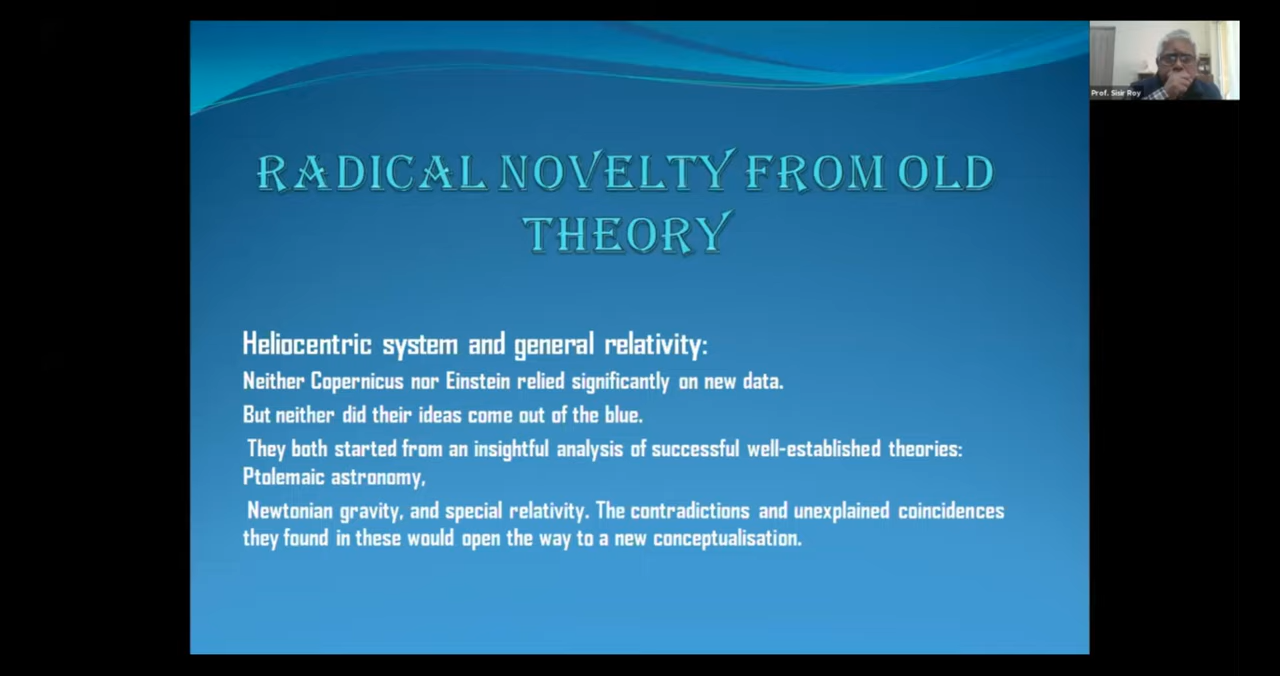 RADICAL NOVELTY FROM OLD
THEORY
Heliocentric system and general relativity:
Neither Copernicus nor Einstein relied significantly on new data.
But neither did their ideas come out of the blue.
They both started from an insightful analysis of successful well-established theories:
Ptolemaic astronomy,
Newtonian gravity, and special relativity. The contradictions and unexplained coincidences
they found in these would open the way to a new conceptualisation.
Prof. Sisir Roy